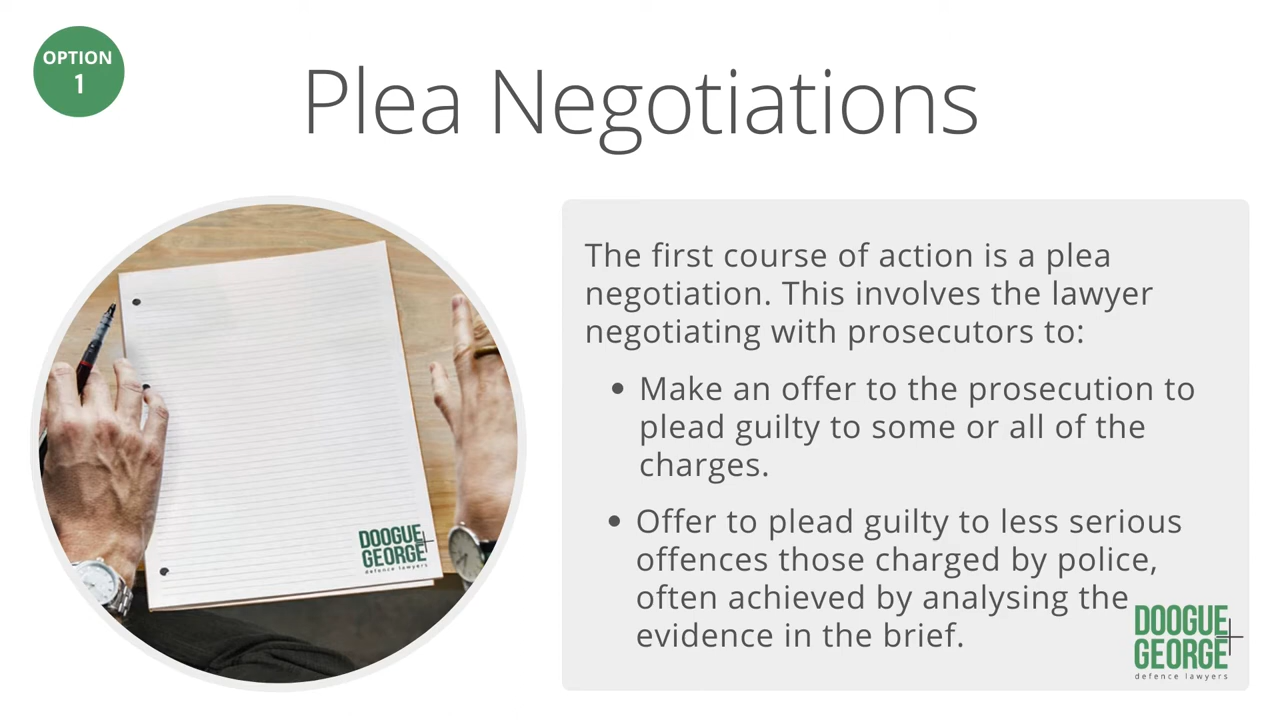 OPTION
1
Plea Negotiations
The first course of action is a plea
negotiation. This involves the lawyer
negotiating with prosecutors to:
• Make an offer to the prosecution to
plead guilty to some or all of the
charges.
• Offer to plead guilty to less serious
offences those charged by police,
often achieved by analysing the
evidence in the brief.
DOOGUE
GEORGE
defence lawyers
DOOGUE
GEORGE
defence lawyers